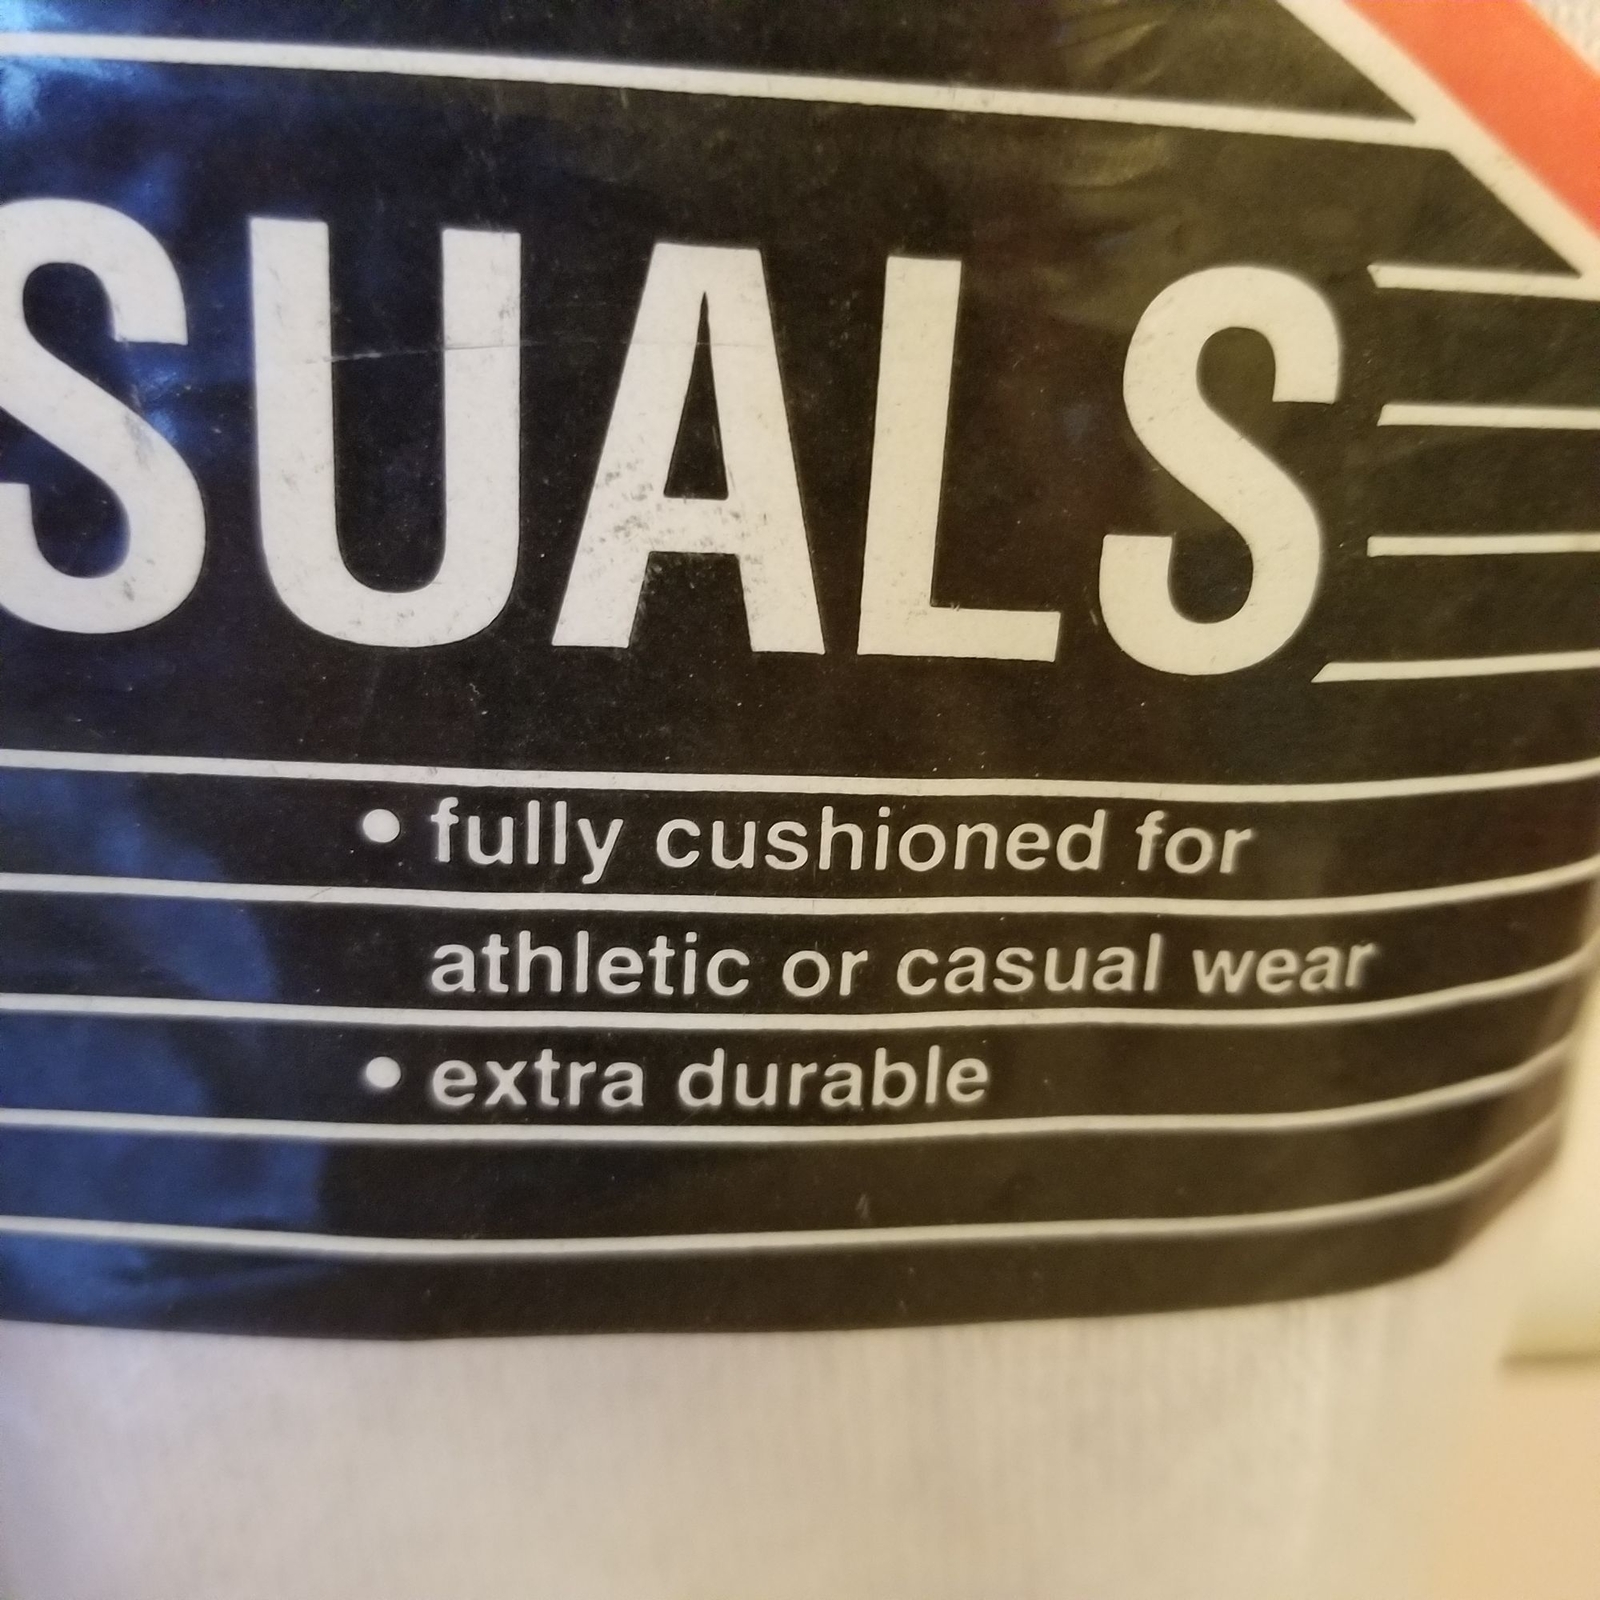 SUALS
• fully cushioned for
athletic or casual wear
• extra durable